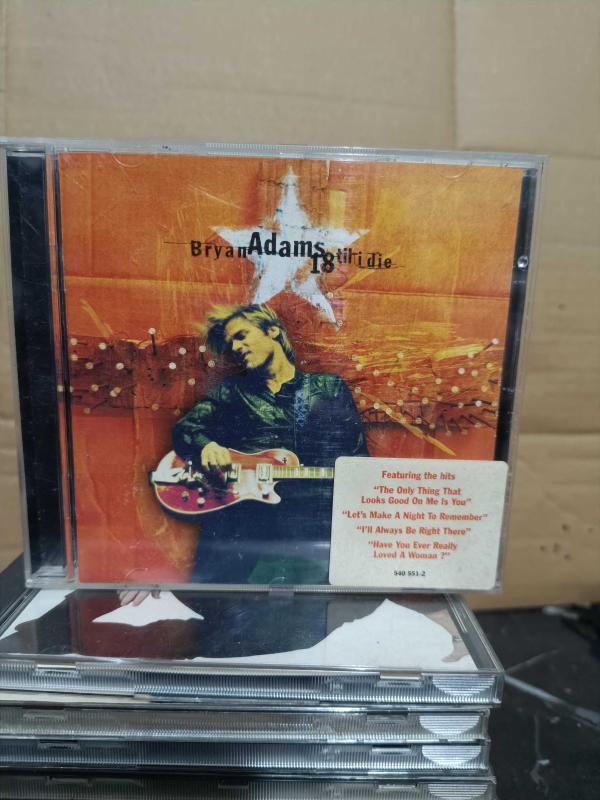 Bryan Adams
18 til i die
Featuring the hits
"The Only Thing That
Looks Good On Me Is You"
"Let's Make A Night To Remember"
"I'll Always Be Right There"
"Have You Ever Really
Loved A Woman ?"
540 551-2